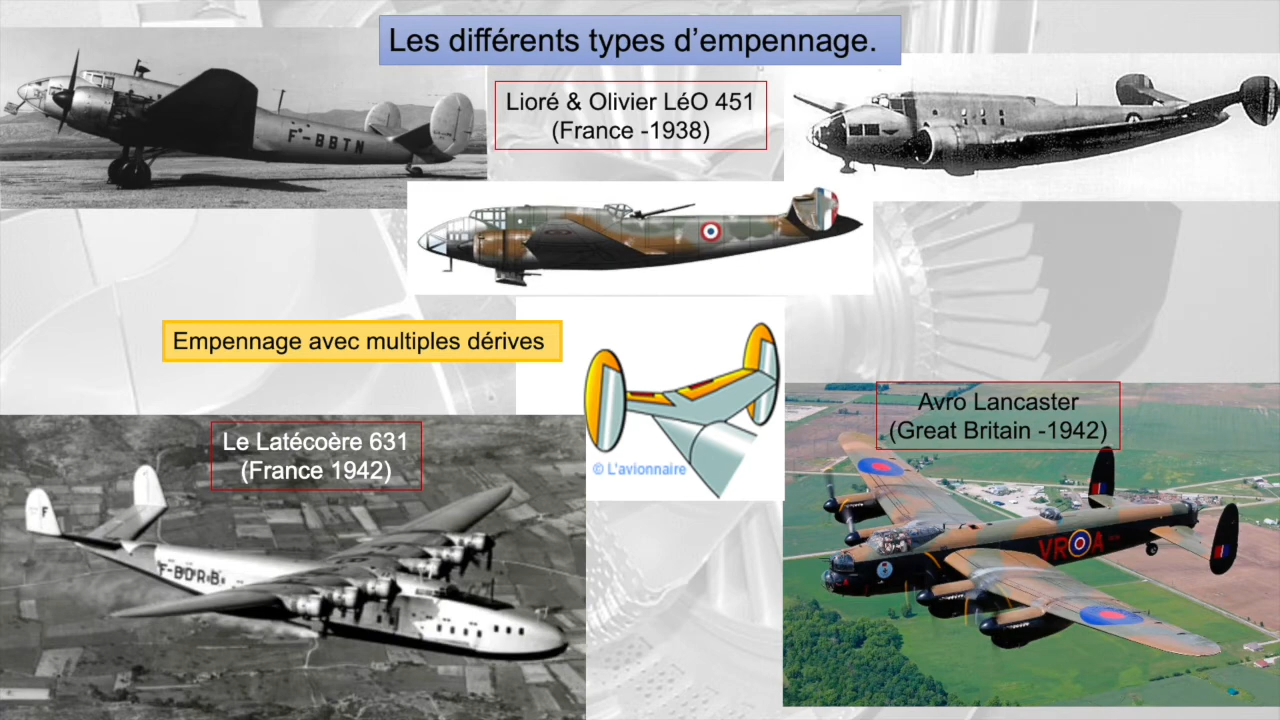 Les différents types d’empennage.
Lioré & Olivier LéO 451
(France -1938)
F-BBTN
Empennage avec multiples dérives
© L'avionnaire
Le Latécoère 631
(France 1942)
F
F-BDRB
Avro Lancaster
(Great Britain -1942)
VR A